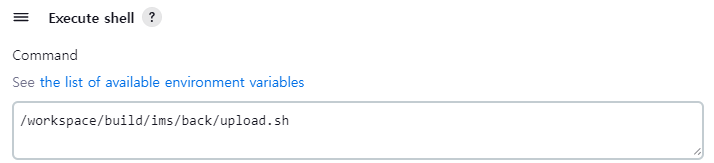 Execute shell ?
Command
See the list of available environment variables
/workspace/build/ims/back/upload.sh